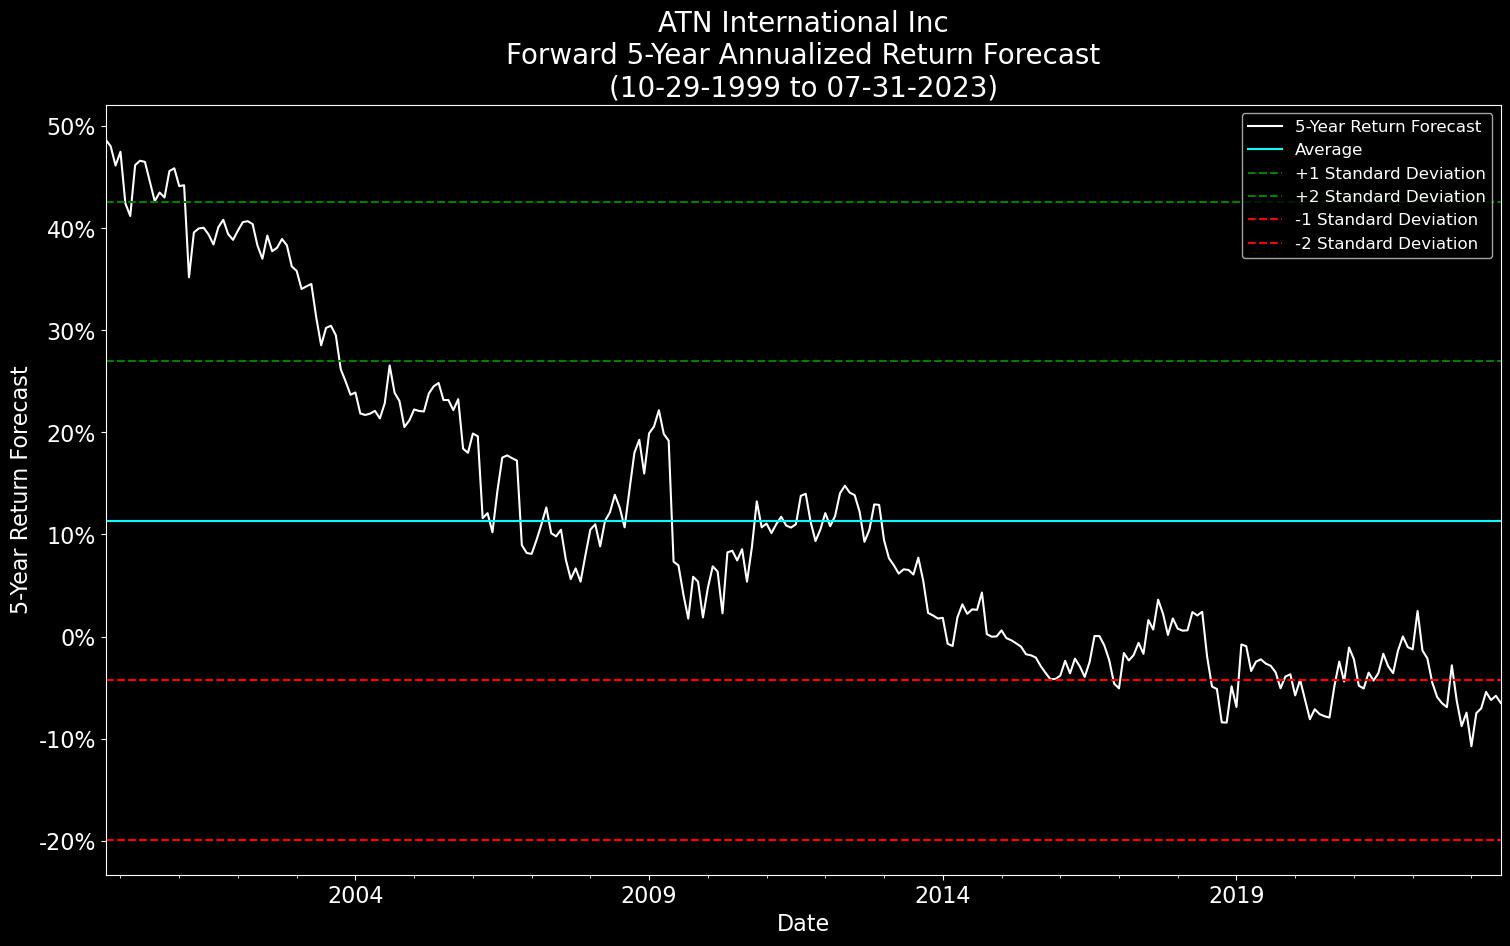 ATN International Inc
Forward 5-Year Annualized Return Forecast
(10-29-1999 to 07-31-2023)
5-Year Return Forecast
Average
+1 Standard Deviation
+2 Standard Deviation
-1 Standard Deviation
-2 Standard Deviation
5-Year Return Forecast
50%
40%
30%
20%
10%
0%
-10%
-20%
2004
2009
2014
2019
Date